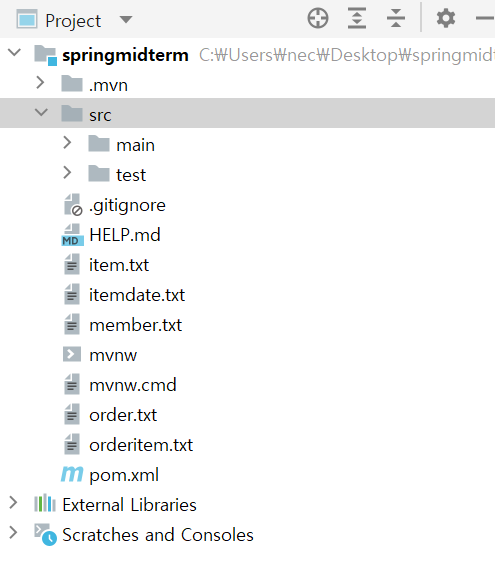 Project
springmidterm C:₩Users₩nec₩Desktop₩springmidt
.mvn
src
main
test
.gitignore
MD HELP.md
item.txt
itemdate.txt
member.txt
mvnw
mvnw.cmd
order.txt
orderitem.txt
m pom.xml
External Libraries
Scratches and Consoles